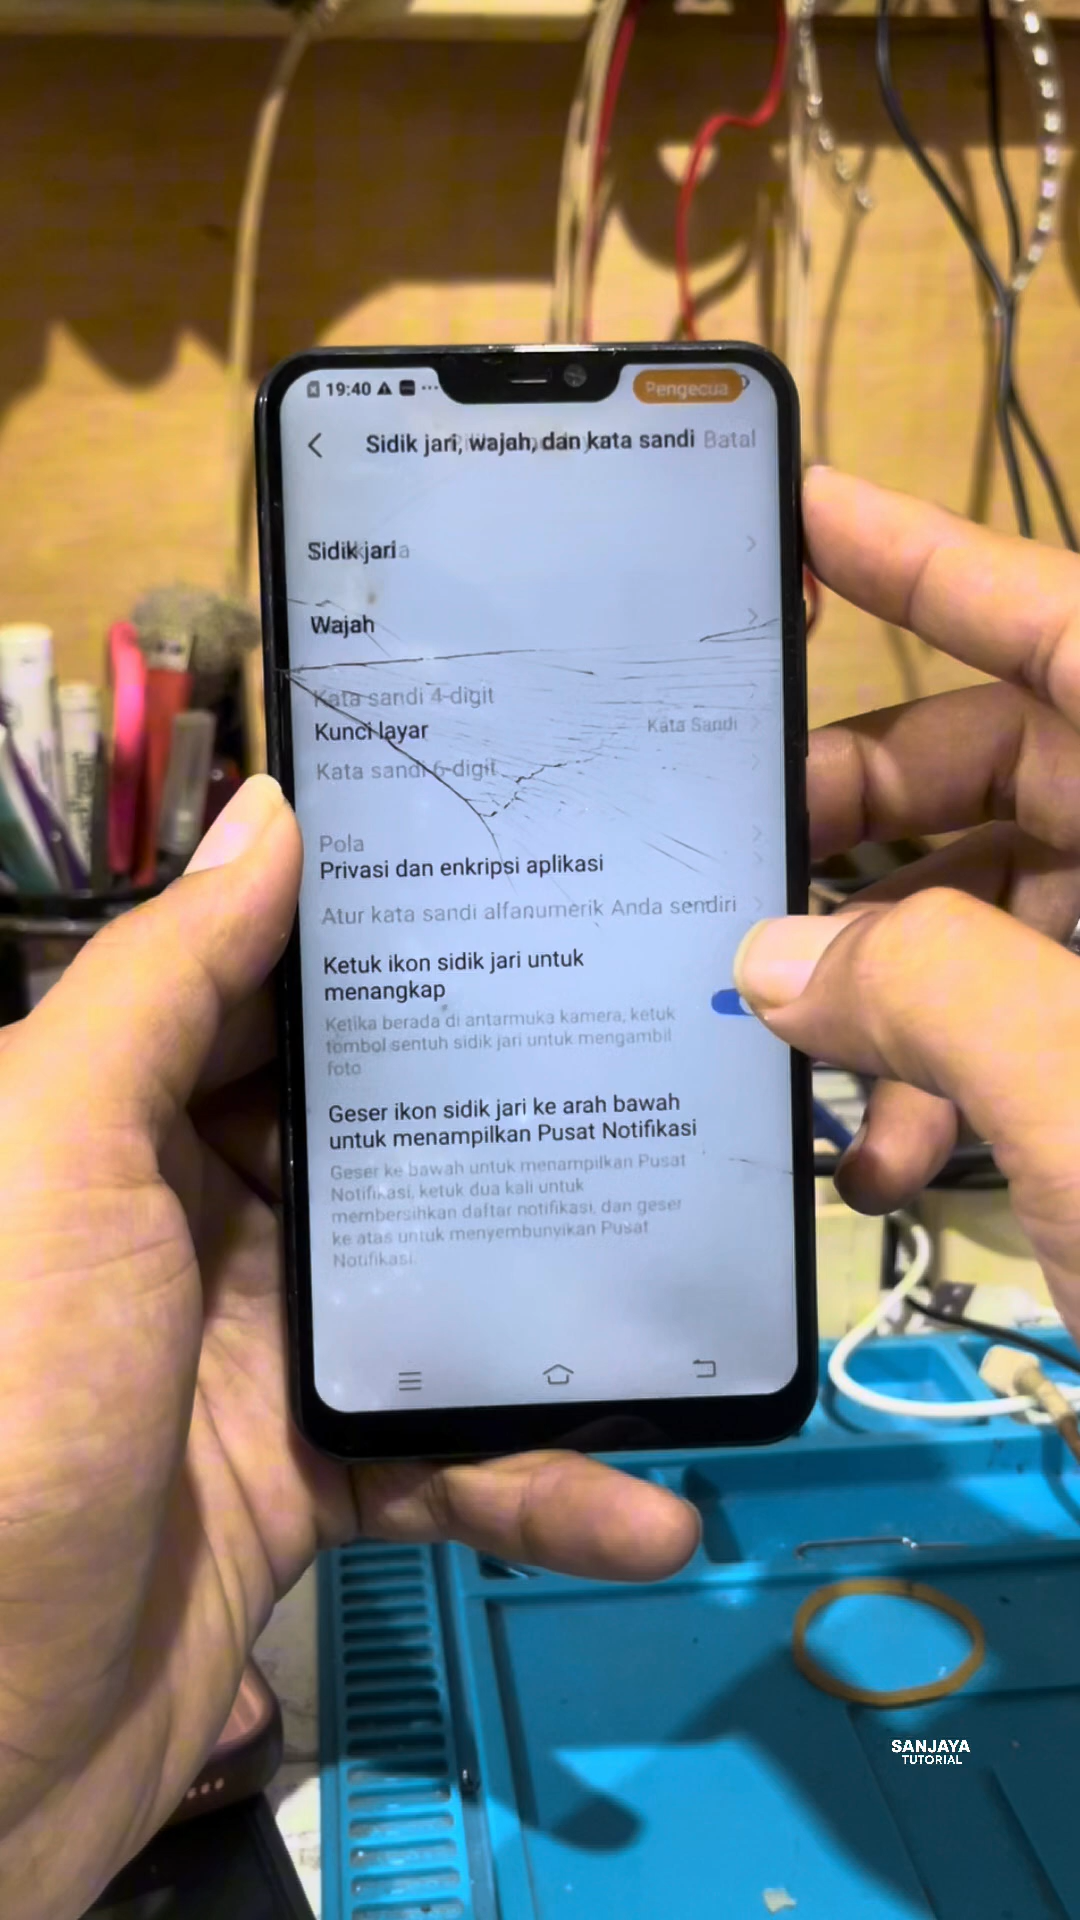 19:40
Pengecua
Sidik jari, wajah, dan kata sandi Batal
Sidik jari
Wajah
Kata sandi 4-digit
Kunci layar Kata Sandi
Kata sandi 6-digit
Pola
Privasi dan enkripsi aplikasi
Atur kata sandi alfanumerik Anda sendiri
Ketuk ikon sidik jari untuk
menangkap
Ketika berada di antarmuka kamera, ketuk
tombol sentuh sidik jari untuk mengambil
foto
Geser ikon sidik jari ke arah bawah
untuk menampilkan Pusat Notifikasi
Geser ke bawah untuk menampilkan Pusat
Notifikasi, ketuk dua kali untuk
membersihkan daftar notifikasi, dan geser
ke atas untuk menyembunyikan Pusat
Notifikasi.
SANJAYA
TUTORIAL